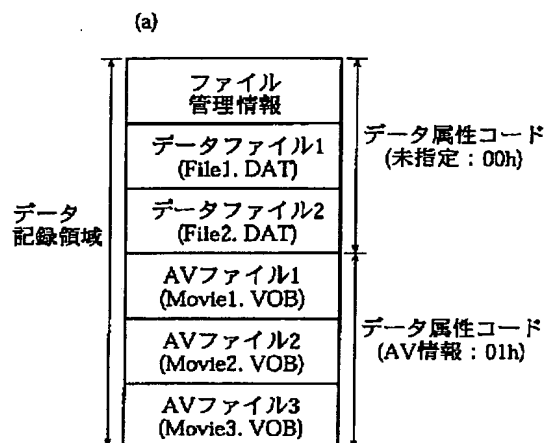 (a)
ファイル
管理情報
データファイル1
(File1. DAT)
データファイル2
(File2. DAT)
AVファイル1
(Movie1. VOB)
AVファイル2
(Movie2. VOB)
AVファイル3
(Movie3. VOB)
データ
記録領域
データ属性コード
(未指定：00h)
データ属性コード
(AV情報：01h)